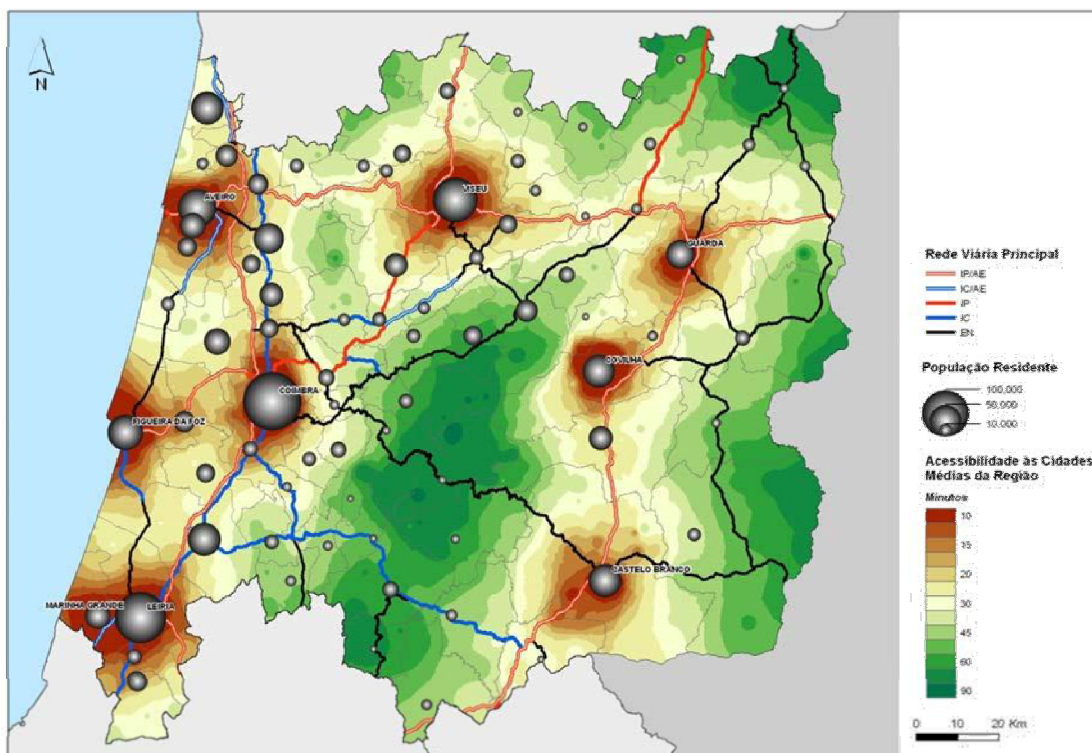 N
AVEIRO
VISEU
GUARDA
COVILHA
COIMBRA
FIGUEIRA DA FOZ
CASTELO BRANCO
MARINHA GRANDE
LEIRIA
Rede Viária Principal
IP/AE
IC/AE
IP
IC
EN
População Residente
100,000
50,000
10,000
Acessibilidade às Cidades
Médias da Região
Minutos
10
15
20
30
45
60
90
0 10 20 Km